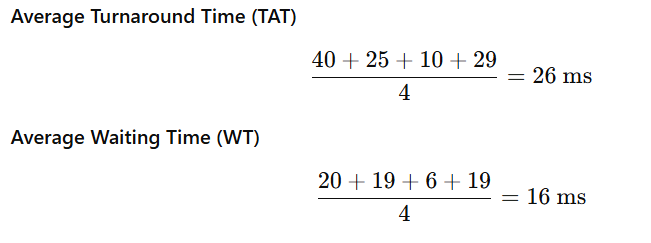 Average Turnaround Time (TAT)
40 + 25 + 10 + 29
4
= 26 ms
Average Waiting Time (WT)
20 + 19 + 6 + 19
4
= 16 ms